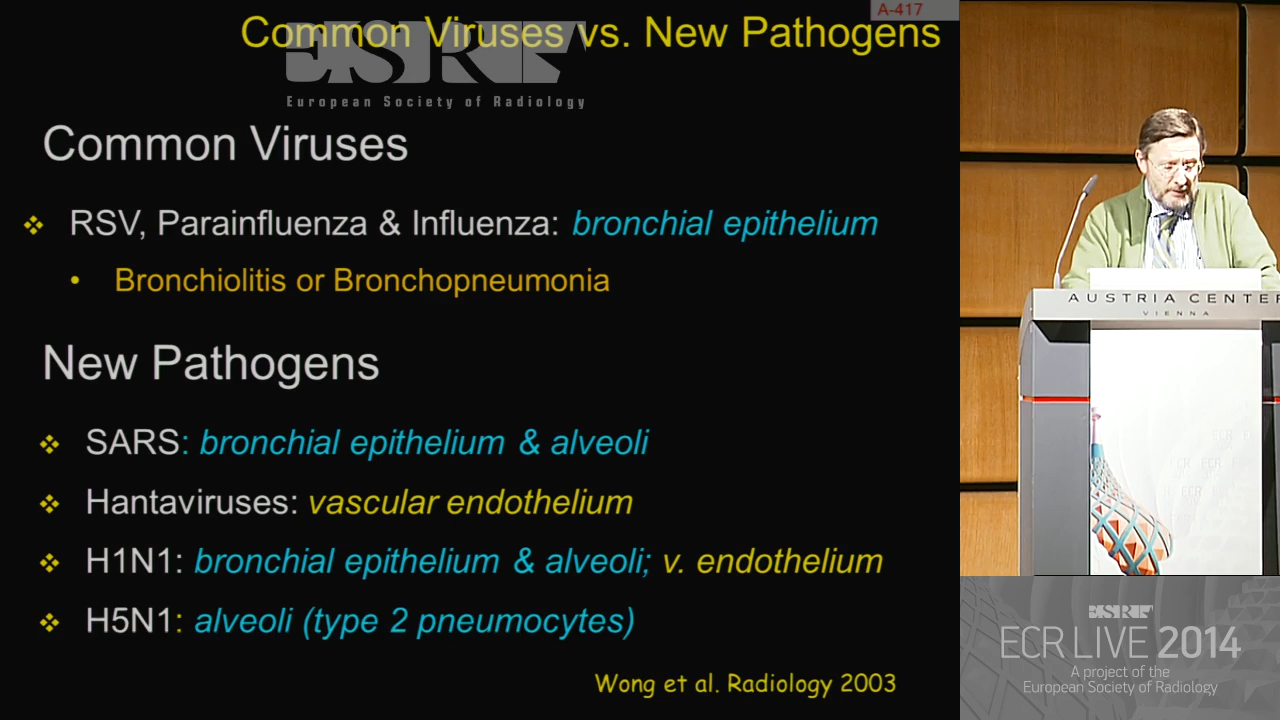 A-417
Common Viruses vs. New Pathogens
ESR
European Society of Radiology
Common Viruses
❖ RSV, Parainfluenza & Influenza: bronchial epithelium
• Bronchiolitis or Bronchopneumonia
New Pathogens
❖ SARS: bronchial epithelium & alveoli
❖ Hantaviruses: vascular endothelium
❖ H1N1: bronchial epithelium & alveoli; v. endothelium
❖ H5N1: alveoli (type 2 pneumocytes)
Wong et al. Radiology 2003
AUSTRIA CENTER
VIENNA
ESR
ECR LIVE 2014
A project of the
European Society of Radiology